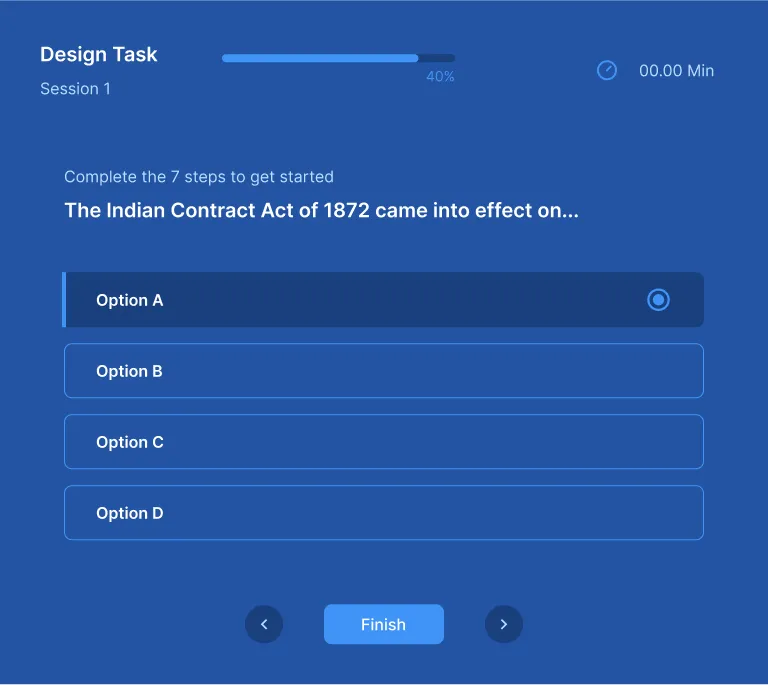 Design Task
Session 1
40%
00.00 Min
Complete the 7 steps to get started
The Indian Contract Act of 1872 came into effect on...
Option A
Option B
Option C
Option D
Finish